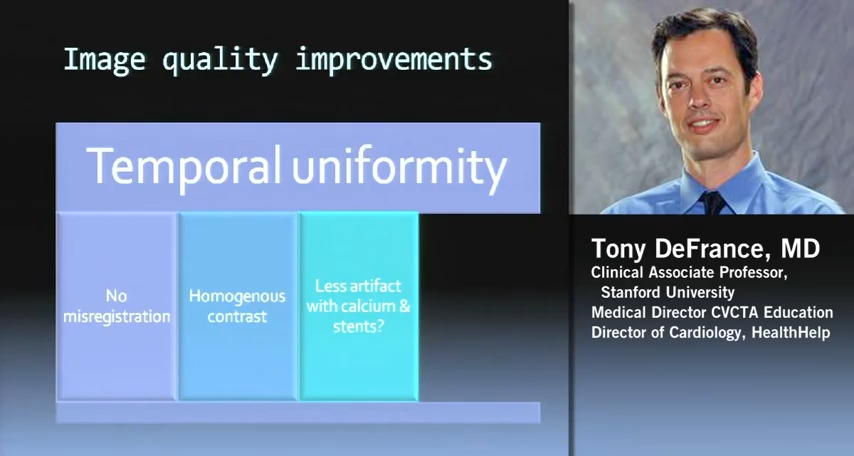 Image quality improvements
Temporal uniformity
No
misregistration
Homogenous
contrast
Less artifact
with calcium &
stents?
Tony DeFrance, MD
Clinical Associate Professor,
Stanford University
Medical Director CVCTA Education
Director of Cardiology, HealthHelp